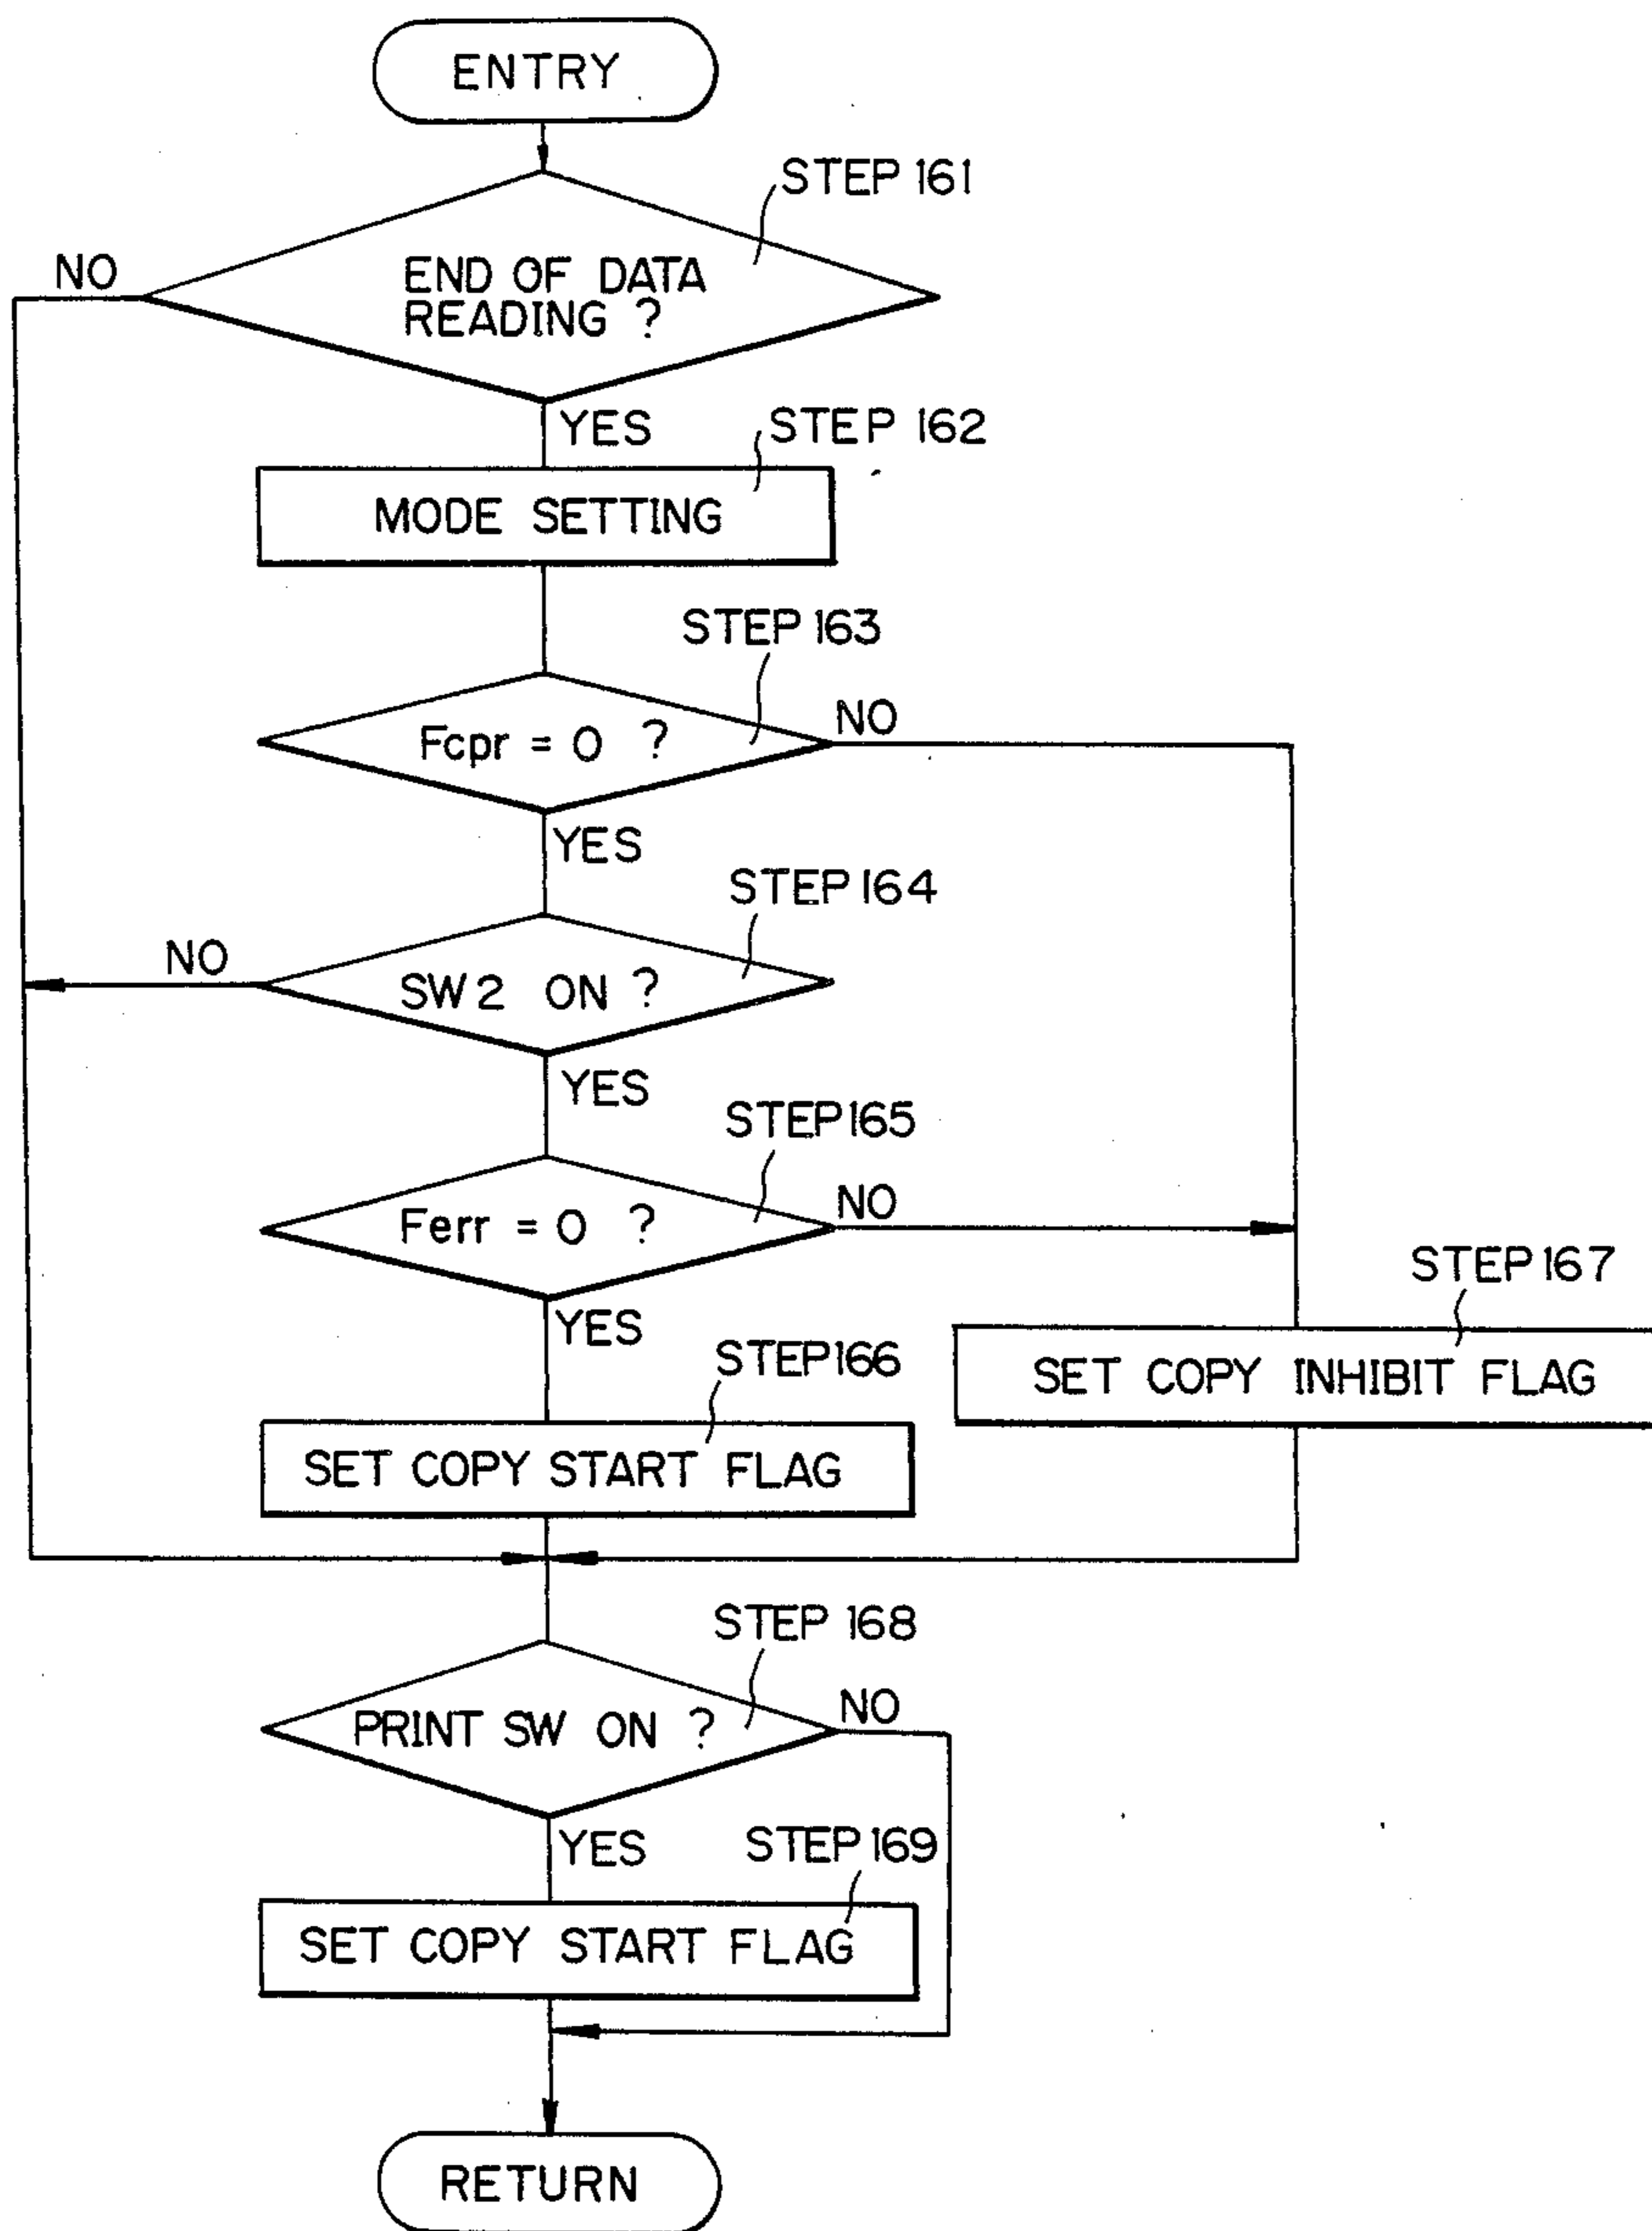 ENTRY
STEP 161
NO
END OF DATA
READING ?
YES
STEP 162
MODE SETTING
STEP 163
Fcpr = 0 ?
NO
YES
STEP 164
NO
SW2 ON ?
YES
STEP 165
Ferr = 0 ?
NO
YES
STEP 167
SET COPY INHIBIT FLAG
STEP 166
SET COPY START FLAG
STEP 168
PRINT SW ON ?
NO
YES
STEP 169
SET COPY START FLAG
RETURN